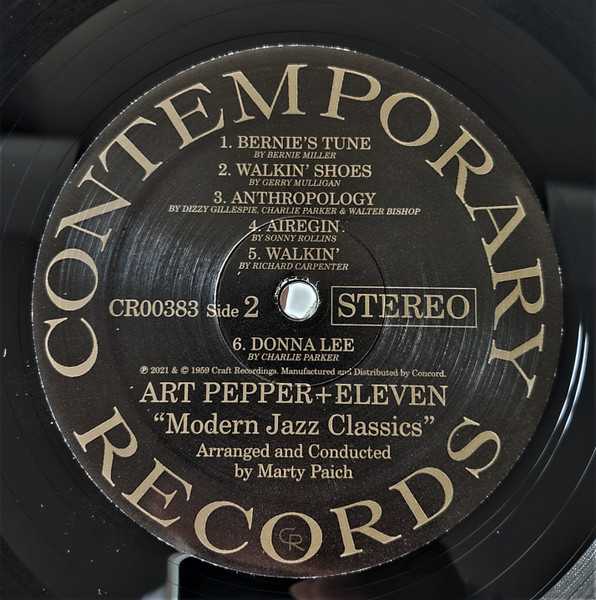 CONTEMPORARY
1. BERNIE'S TUNE
BY BERNIE MILLER
2. WALKIN' SHOES
BY GERRY MULLIGAN
3. ANTHROPOLOGY
BY DIZZY GILLESPIE, CHARLIE PARKER & WALTER BISHOP
4. AIREGIN
BY SONNY ROLLINS
5. WALKIN'
BY RICHARD CARPENTER
CR00383 Side 2 STEREO
6. DONNA LEE
BY CHARLIE PARKER
℗ 2021 & © 1959 Craft Recordings. Manufactured and Distributed by Concord.
ART PEPPER+ELEVEN
"Modern Jazz Classics"
Arranged and Conducted
by Marty Paich
RECORDS
CR